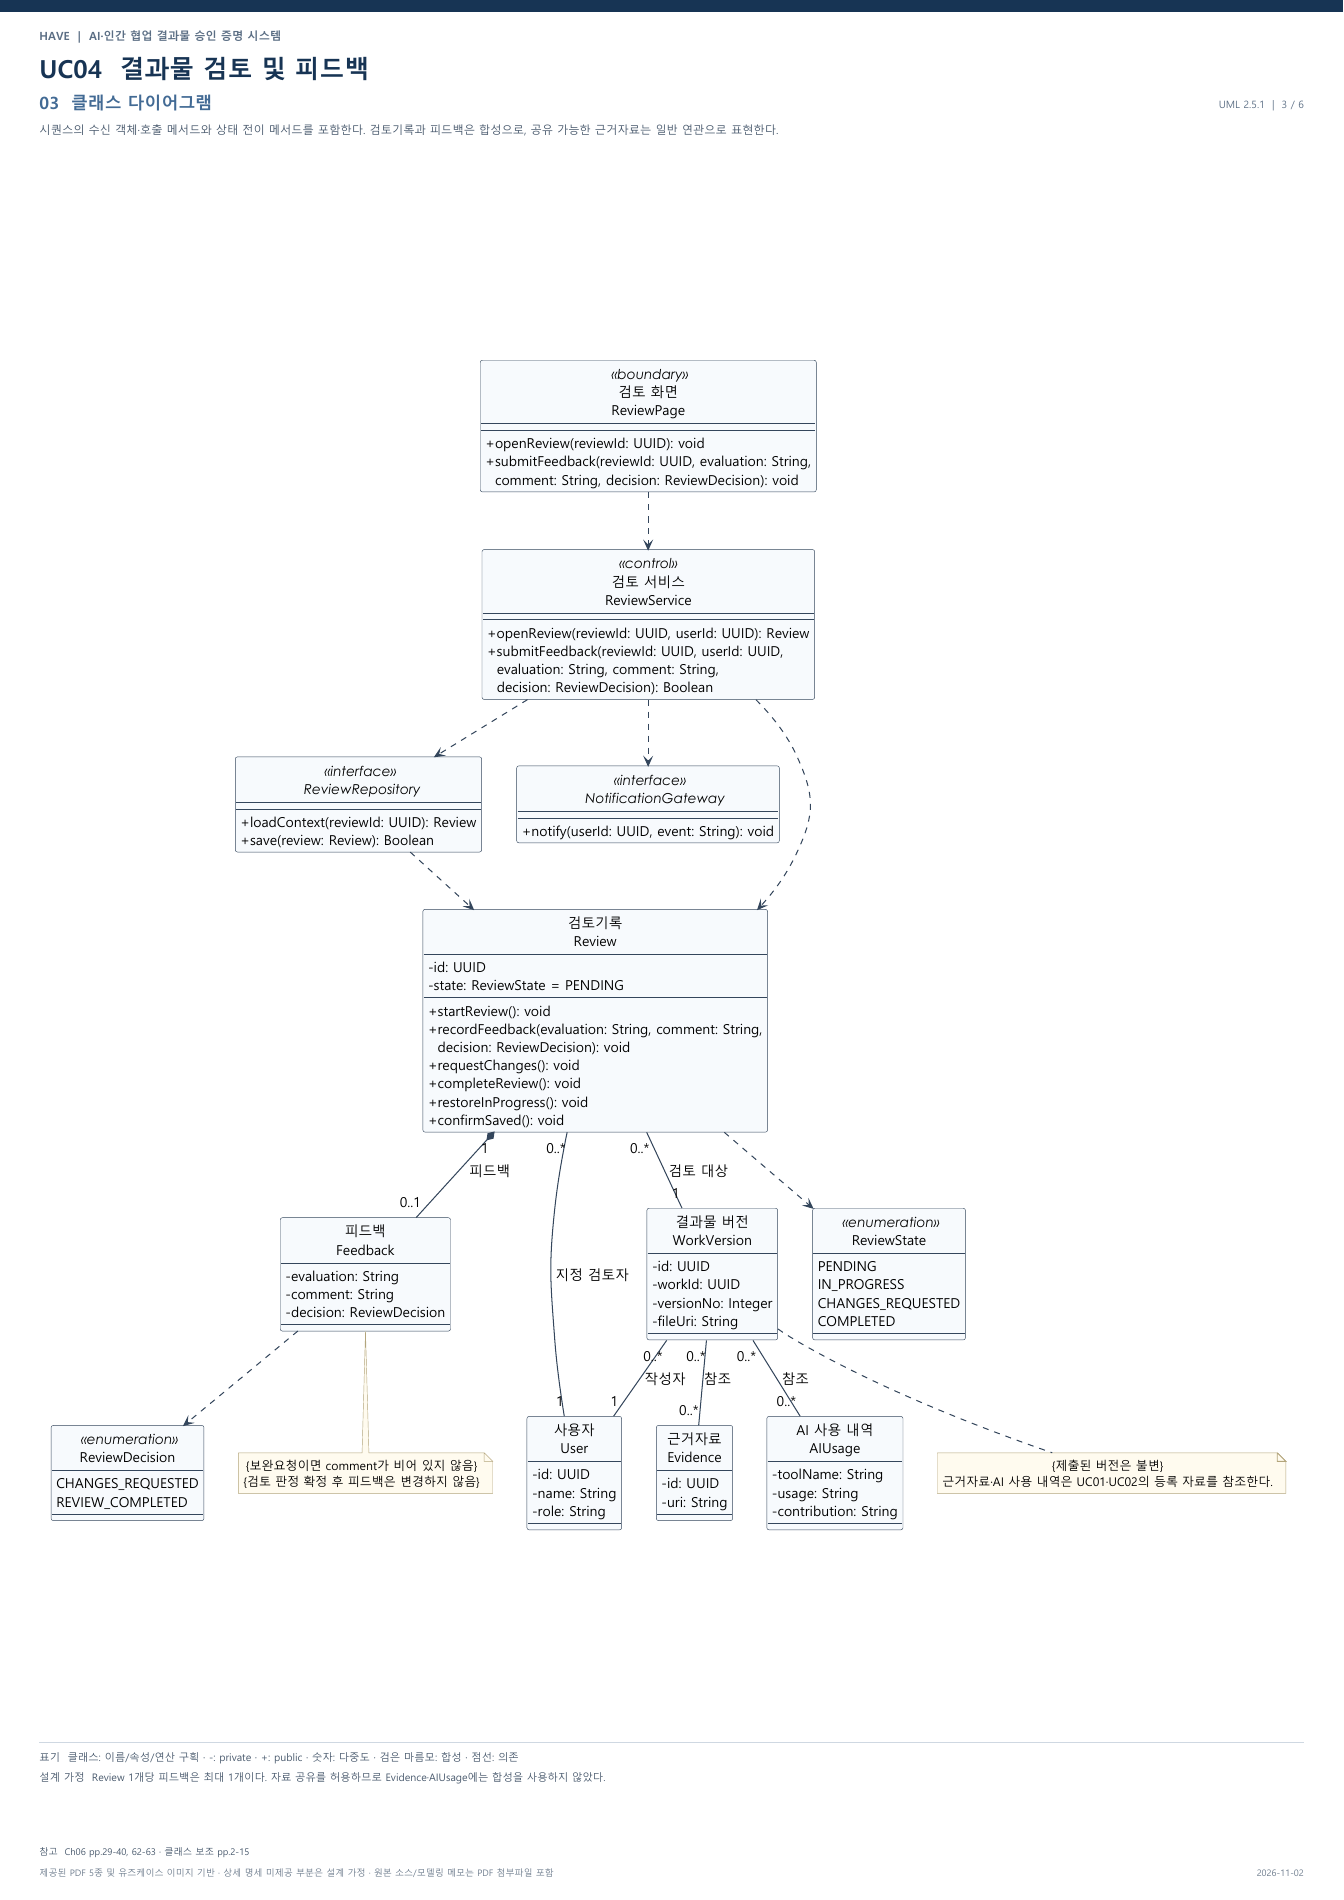 HAVE | AI·인간 협업 결과물 승인 증명 시스템
UC04 결과물 검토 및 피드백
03 클래스 다이어그램
UML 2.5.1 | 3 / 6
시퀀스의 수신 객체·호출 메서드와 상태 전이 메서드를 포함한다. 검토기록과 피드백은 합성으로, 공유 가능한 근거자료는 일반 연관으로 표현한다.
«boundary»
검토 화면
ReviewPage
+openReview(reviewId: UUID): void
+submitFeedback(reviewId: UUID, evaluation: String,
comment: String, decision: ReviewDecision): void
«control»
검토 서비스
ReviewService
+openReview(reviewId: UUID, userId: UUID): Review
+submitFeedback(reviewId: UUID, userId: UUID,
evaluation: String, comment: String,
decision: ReviewDecision): Boolean
«interface»
ReviewRepository
+loadContext(reviewId: UUID): Review
+save(review: Review): Boolean
«interface»
NotificationGateway
+notify(userId: UUID, event: String): void
검토기록
Review
-id: UUID
-state: ReviewState = PENDING
+startReview(): void
+recordFeedback(evaluation: String, comment: String,
decision: ReviewDecision): void
+requestChanges(): void
+completeReview(): void
+restoreInProgress(): void
+confirmSaved(): void
1
피드백
0..1
0..*
지정 검토자
1
0..*
검토 대상
1
피드백
Feedback
-evaluation: String
-comment: String
-decision: ReviewDecision
결과물 버전
WorkVersion
-id: UUID
-workId: UUID
-versionNo: Integer
-fileUri: String
«enumeration»
ReviewState
PENDING
IN_PROGRESS
CHANGES_REQUESTED
COMPLETED
0..*
작성자
1
0..*
참조
0..*
0..*
참조
0..*
«enumeration»
ReviewDecision
CHANGES_REQUESTED
REVIEW_COMPLETED
{보완요청이면 comment가 비어 있지 않음}
{검토 판정 확정 후 피드백은 변경하지 않음}
사용자
User
-id: UUID
-name: String
-role: String
근거자료
Evidence
-id: UUID
-uri: String
AI 사용 내역
AIUsage
-toolName: String
-usage: String
-contribution: String
{제출된 버전은 불변}
근거자료·AI 사용 내역은 UC01·UC02의 등록 자료를 참조한다.
표기 클래스: 이름/속성/연산 구획 · -: private · +: public · 숫자: 다중도 · 검은 마름모: 합성 · 점선: 의존
설계 가정 Review 1개당 피드백은 최대 1개이다. 자료 공유를 허용하므로 Evidence·AIUsage에는 합성을 사용하지 않았다.
참고 Ch06 pp.29-40, 62-63 · 클래스 보조 pp.2-15
제공된 PDF 5종 및 유즈케이스 이미지 기반 · 상세 명세 미제공 부분은 설계 가정 · 원본 소스/모델링 메모는 PDF 첨부파일 포함
2026-11-02